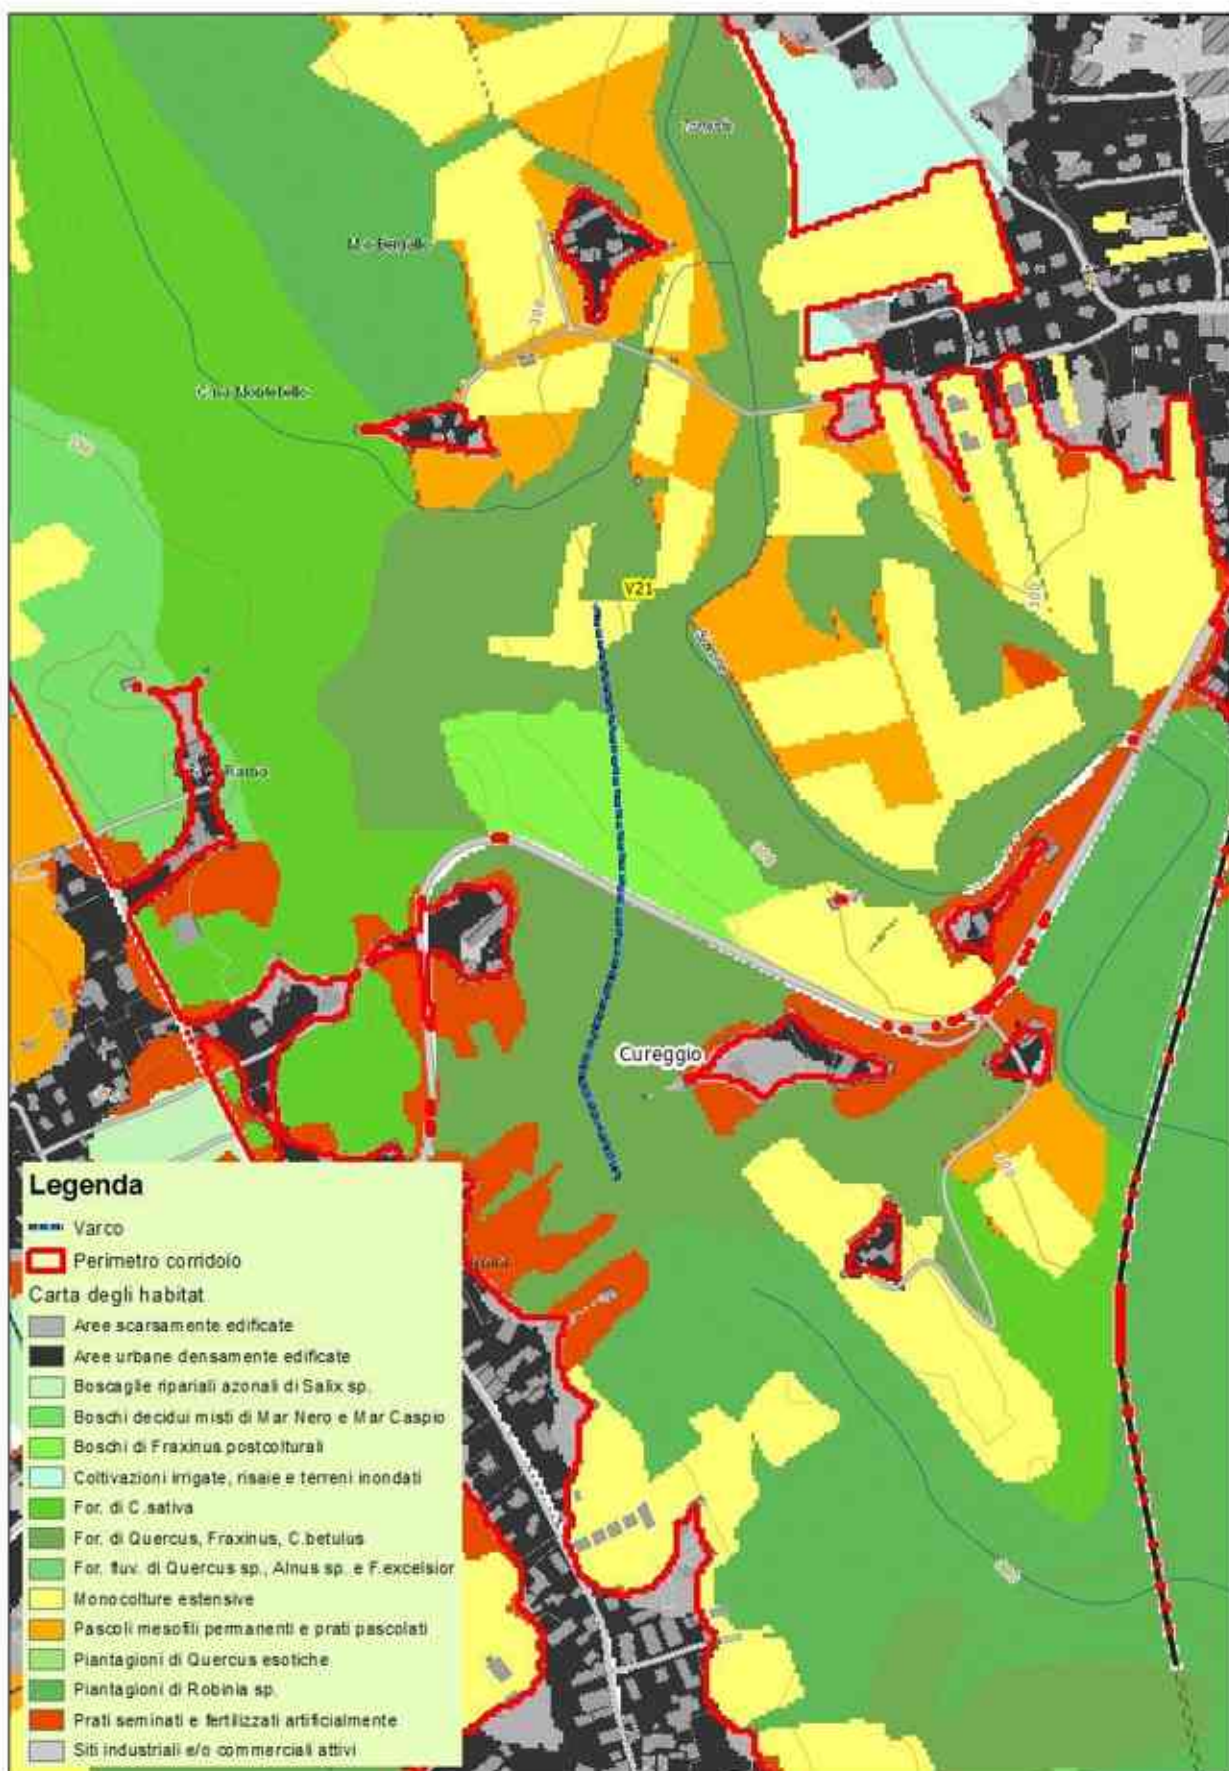 Casa Montebello
V21
Ramo
Cureggio
Legenda
Varco
Perimetro corridoio
Carta degli habitat
Aree scarsamente edificate
Aree urbane densamente edificate
Boscaglie ripariali azonali di Salix sp.
Boschi decidui misti di Mar Nero e Mar Caspio
Boschi di Fraxinus postcolturali
Coltivazioni irrigate, risaie e terreni inondati
For. di C.sativa
For. di Quercus, Fraxinus, C.betulus
For. fluv. di Quercus sp., Alnus sp. e F.excelsior
Monocolture estensive
Pascoli mesofili permanenti e prati pascolati
Piantagioni di Quercus esotiche
Piantagioni di Robinia sp.
Prati seminati e fertilizzati artificialmente
Siti industriali e/o commerciali attivi